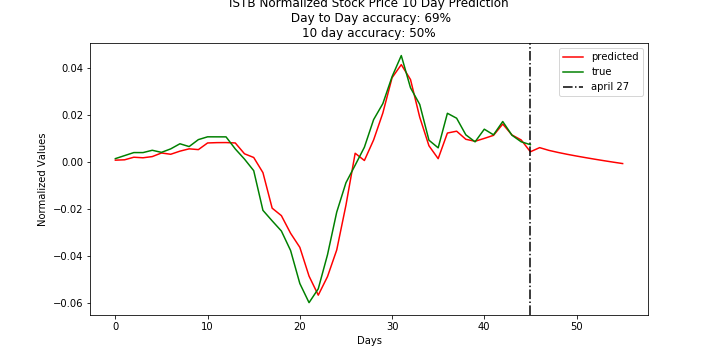 ISTB Normalized Stock Price 10 Day Prediction
Day to Day accuracy: 69%
10 day accuracy: 50%
predicted
true
april 27
Normalized Values
0.04
0.02
0.00
−0.02
−0.04
−0.06
0 10 20 30 40 50
Days